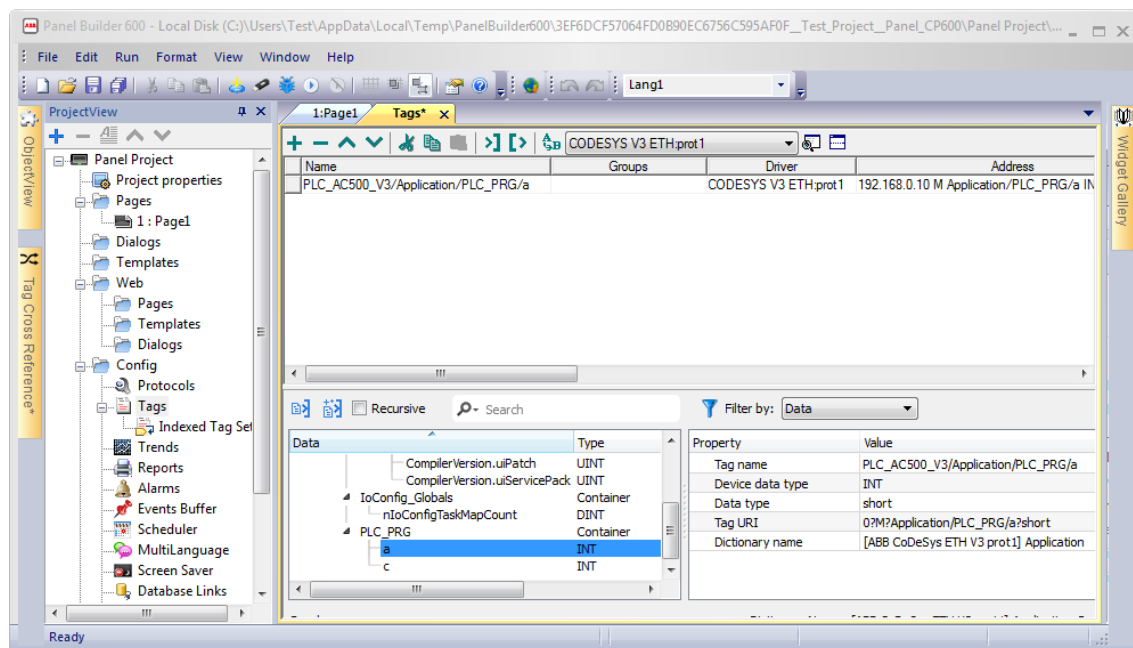 ABB Panel Builder 600 - Local Disk (C:)\Users\Test\AppData\Local\Temp\PanelBuilder600\3EF6DCF57064FD0B90EC6756C595AF0F__Test_Project__Panel_CP600\Panel Project\...
File Edit Run Format View Window Help
Lang1
ProjectView
1:Page1 Tags*
ObjectView
Tag Cross Reference*
Widget Gallery
Panel Project
Project properties
Pages
1 : Page1
Dialogs
Templates
Web
Pages
Templates
Dialogs
Config
Protocols
Tags
Indexed Tag Set
Trends
Reports
Alarms
Events Buffer
Scheduler
MultiLanguage
Screen Saver
Database Links
CODESYS V3 ETH:prot1
Name Groups Driver Address
PLC_AC500_V3/Application/PLC_PRG/a CODESYS V3 ETH:prot1 192.168.0.10 M Application/PLC_PRG/a IN
Recursive Search Filter by: Data
Data Type
CompilerVersion.uiPatch UINT
CompilerVersion.uiServicePack UINT
IoConfig_Globals Container
nIoConfigTaskMapCount DINT
PLC_PRG Container
a INT
c INT
Property Value
Tag name PLC_AC500_V3/Application/PLC_PRG/a
Device data type INT
Data type short
Tag URI 0?M?Application/PLC_PRG/a?short
Dictionary name [ABB CoDeSys ETH V3 prot1] Application
Ready